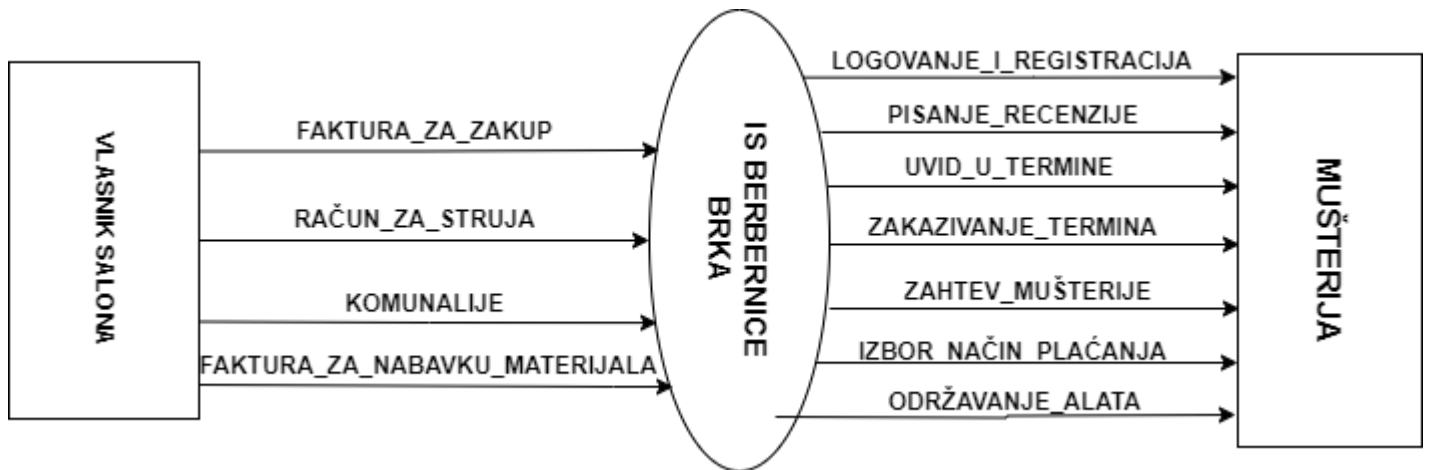 VLASNIK SALONA
FAKTURA_ZA_ZAKUP
RAČUN_ZA_STRUJA
KOMUNALIJE
FAKTURA_ZA_NABAVKU_MATERIJALA
IS BERBERNICE
BRKA
LOGOVANJE_I_REGISTRACIJA
PISANJE_RECENZIJE
UVID_U_TERMINE
ZAKAZIVANJE_TERMINA
ZAHTEV_MUŠTERIJE
IZBOR_NAČIN_PLAĆANJA
ODRŽAVANJE_ALATA
MUŠTERIJA